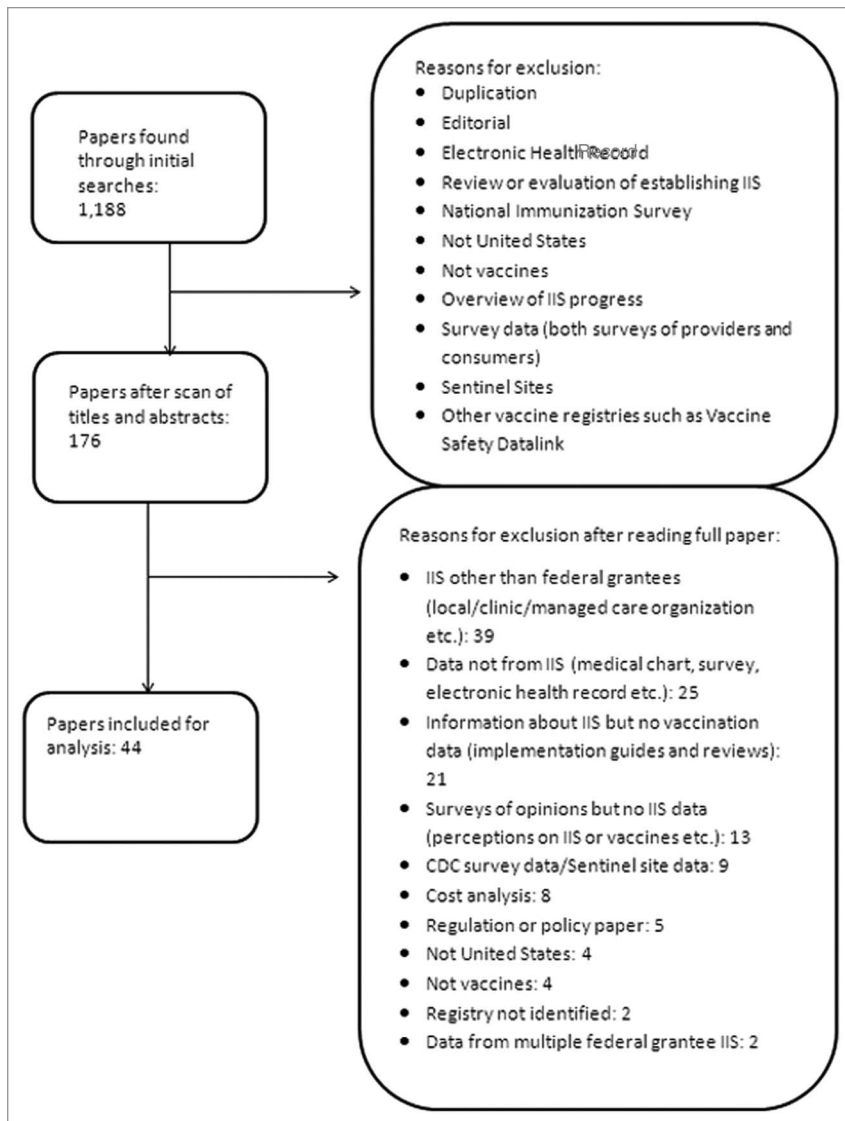 Papers found
through initial
searches:
1,188
Reasons for exclusion:
• Duplication
• Editorial
• Electronic Health Record
• Review or evaluation of establishing IIS
• National Immunization Survey
• Not United States
• Not vaccines
• Overview of IIS progress
• Survey data (both surveys of providers and
consumers)
• Sentinel Sites
• Other vaccine registries such as Vaccine
Safety Datalink
Papers after scan of
titles and abstracts:
176
Reasons for exclusion after reading full paper:
• IIS other than federal grantees
(local/clinic/managed care organization
etc.): 39
• Data not from IIS (medical chart, survey,
electronic health record etc.): 25
• Information about IIS but no vaccination
data (implementation guides and reviews):
21
• Surveys of opinions but no IIS data
(perceptions on IIS or vaccines etc.): 13
• CDC survey data/Sentinel site data: 9
• Cost analysis: 8
• Regulation or policy paper: 5
• Not United States: 4
• Not vaccines: 4
• Registry not identified: 2
• Data from multiple federal grantee IIS: 2
Papers included for
analysis: 44